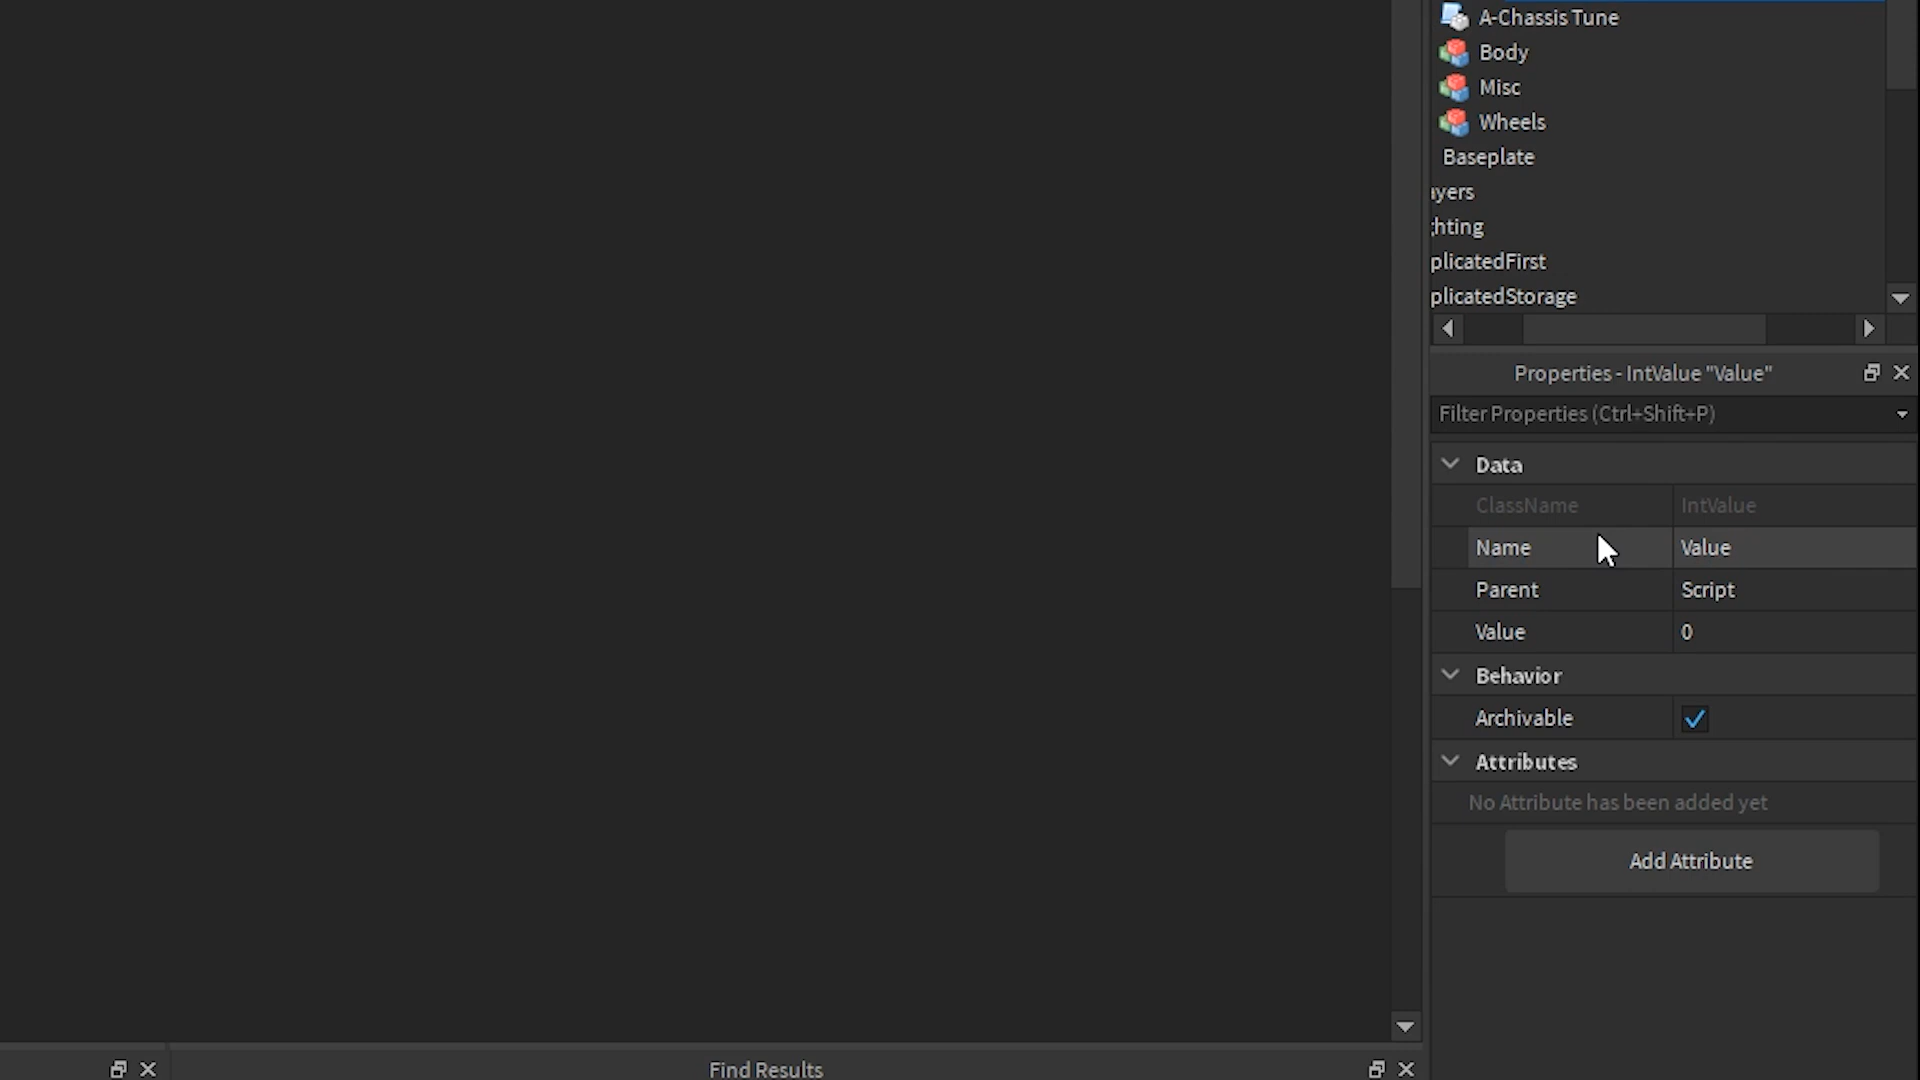 A-Chassis Tune
Body
Misc
Wheels
Baseplate
ayers
hting
plicatedFirst
plicatedStorage
Properties - IntValue "Value"
Filter Properties (Ctrl+Shift+P)
Data
ClassName IntValue
Name Value
Parent Script
Value 0
Behavior
Archivable
Attributes
No Attribute has been added yet
Add Attribute
Find Results